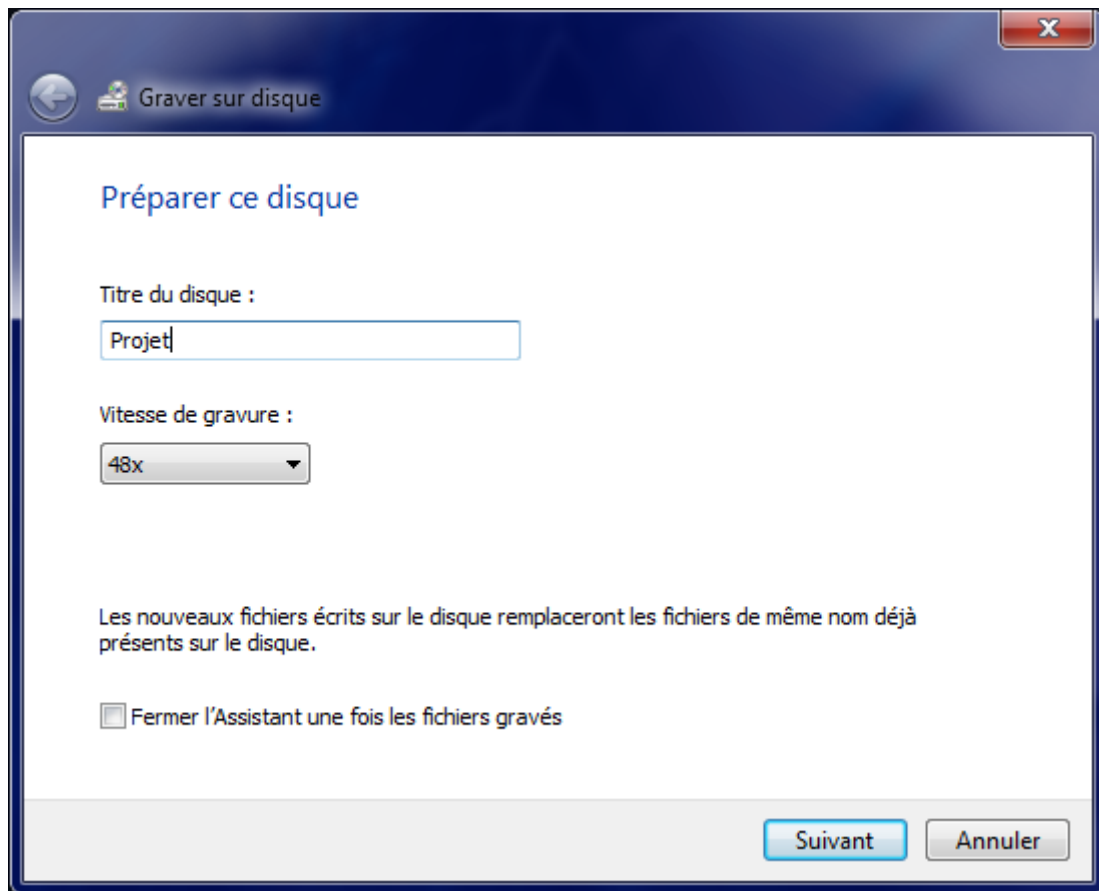 Graver sur disque
Préparer ce disque
Titre du disque :
Projet
Vitesse de gravure :
48x
Les nouveaux fichiers écrits sur le disque remplaceront les fichiers de même nom déjà
présents sur le disque.
Fermer l'Assistant une fois les fichiers gravés
Suivant
Annuler